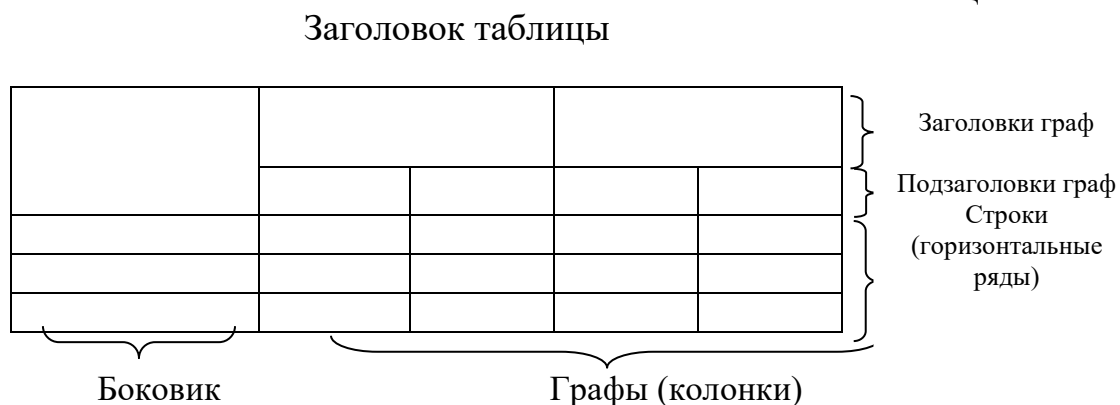 Заголовок таблицы
Заголовки граф
Подзаголовки граф
Строки
(горизонтальные
ряды)
Боковик
Графы (колонки)